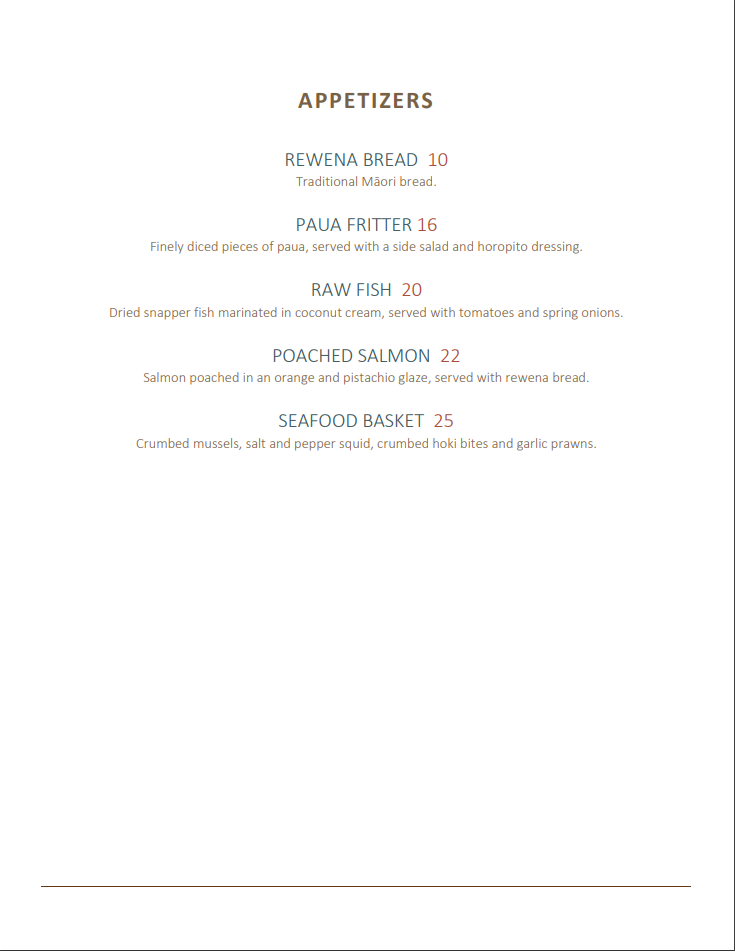 APPETIZERS
REWENA BREAD 10
Traditional Māori bread.
PAUA FRITTER 16
Finely diced pieces of paua, served with a side salad and horopito dressing.
RAW FISH 20
Dried snapper fish marinated in coconut cream, served with tomatoes and spring onions.
POACHED SALMON 22
Salmon poached in an orange and pistachio glaze, served with rewena bread.
SEAFOOD BASKET 25
Crumbed mussels, salt and pepper squid, crumbed hoki bites and garlic prawns.